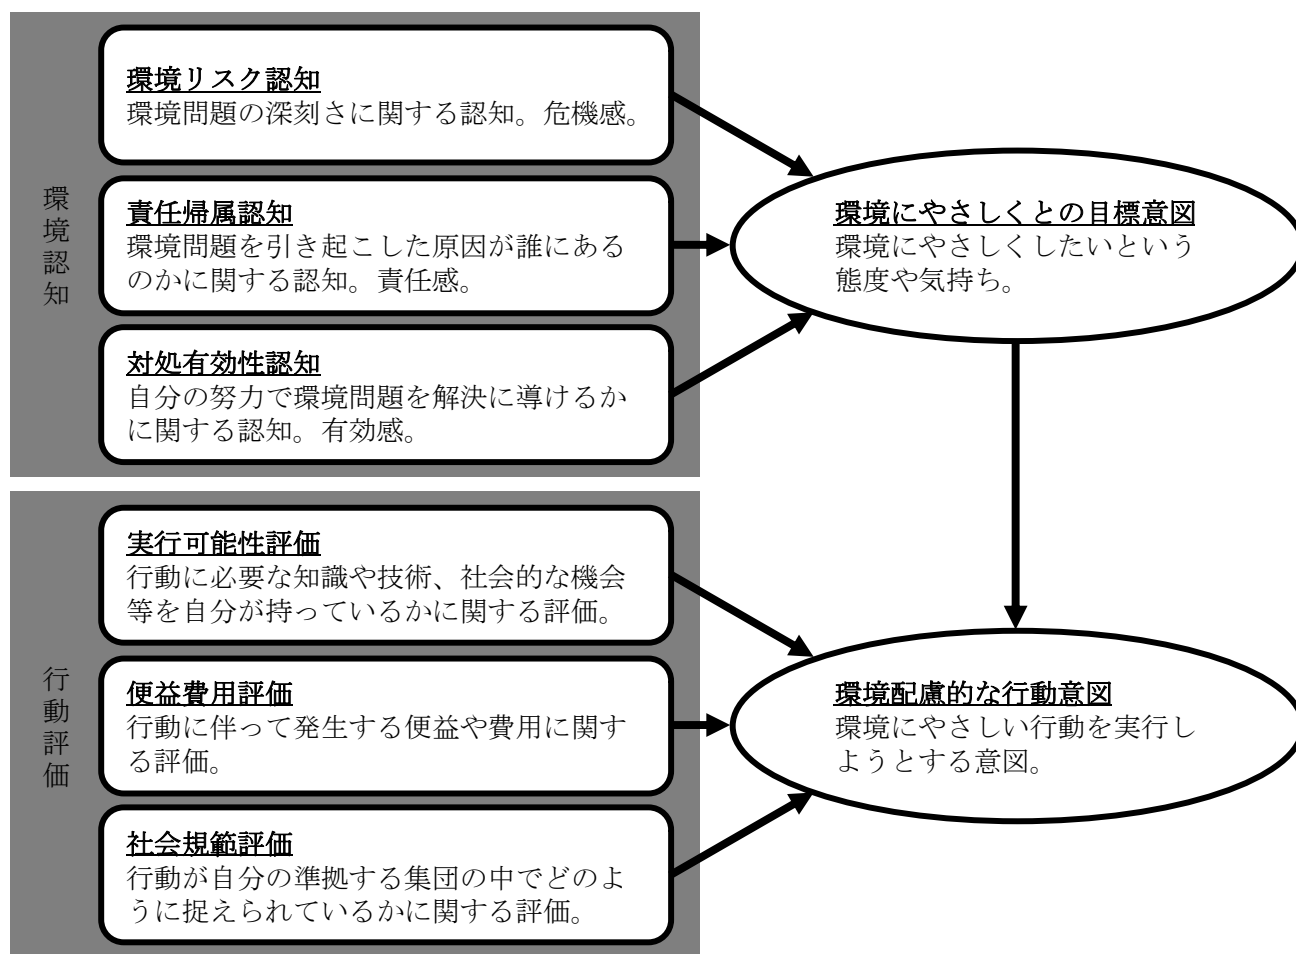 環境認知
環境リスク認知
環境問題の深刻さに関する認知。危機感。
責任帰属認知
環境問題を引き起こした原因が誰にある
のかに関する認知。責任感。
対処有効性認知
自分の努力で環境問題を解決に導けるか
に関する認知。有効感。
環境にやさしくとの目標意図
環境にやさしくしたいという
態度や気持ち。
行動評価
実行可能性評価
行動に必要な知識や技術、社会的な機会
等を自分が持っているかに関する評価。
便益費用評価
行動に伴って発生する便益や費用に関す
る評価。
社会規範評価
行動が自分の準拠する集団の中でどのよ
うに捉えられているかに関する評価。
環境配慮的な行動意図
環境にやさしい行動を実行し
ようとする意図。